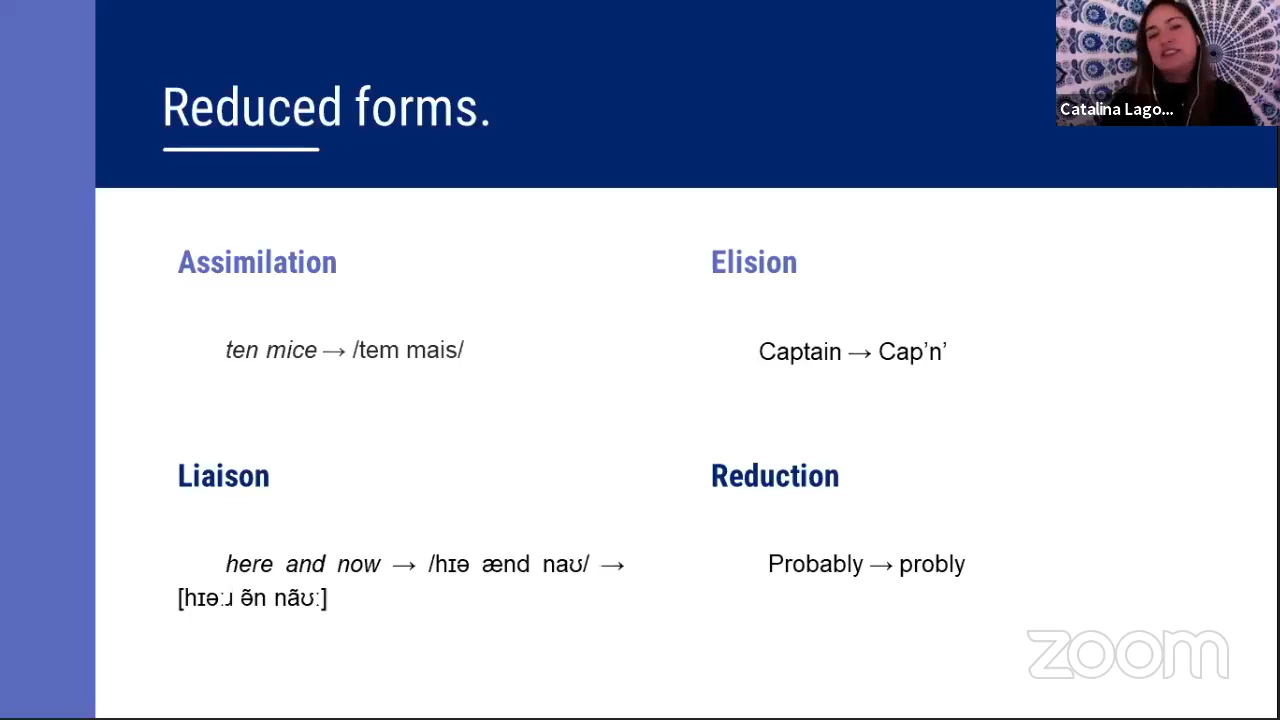 Catalina Lago...
Reduced forms.
Assimilation
Elision
ten mice → /tem mais/
Captain → Cap’n’
Liaison
Reduction
here and now → /hɪə ænd naʊ/ →
[hɪəːɹ ə̃n nãʊː]
Probably → probly
zoom